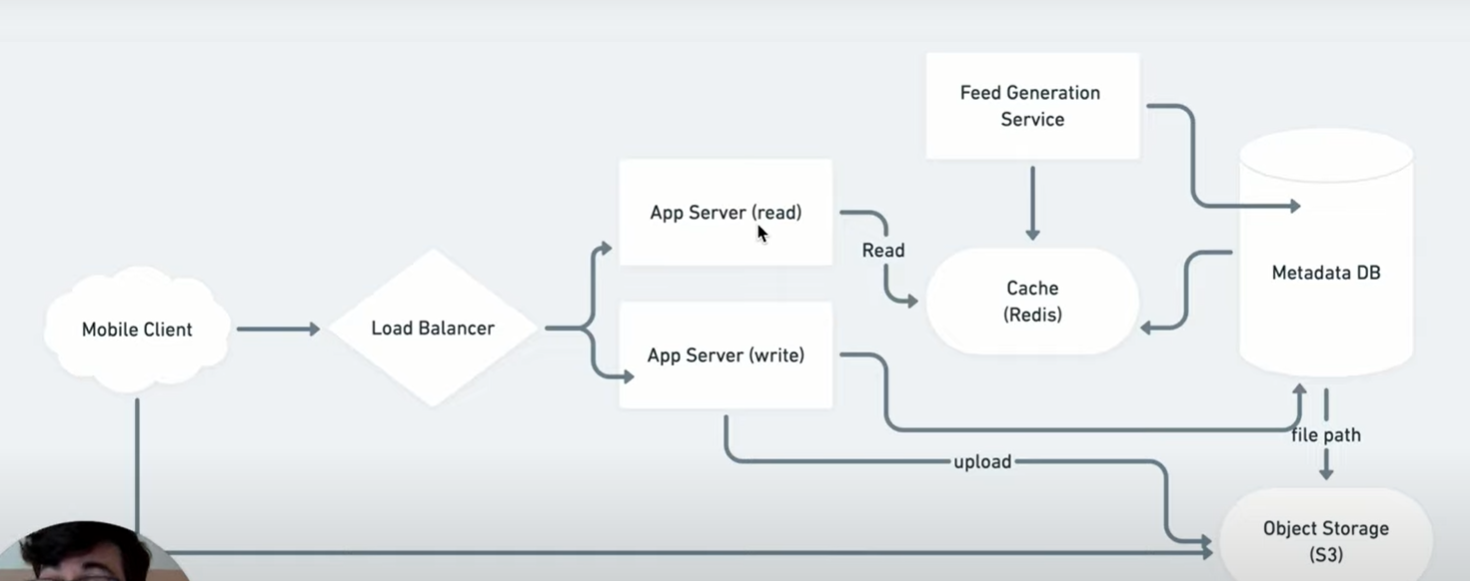 Feed Generation
Service
App Server (read)
Read
Metadata DB
Cache
(Redis)
Mobile Client
Load Balancer
App Server (write)
file path
upload
Object Storage
(S3)